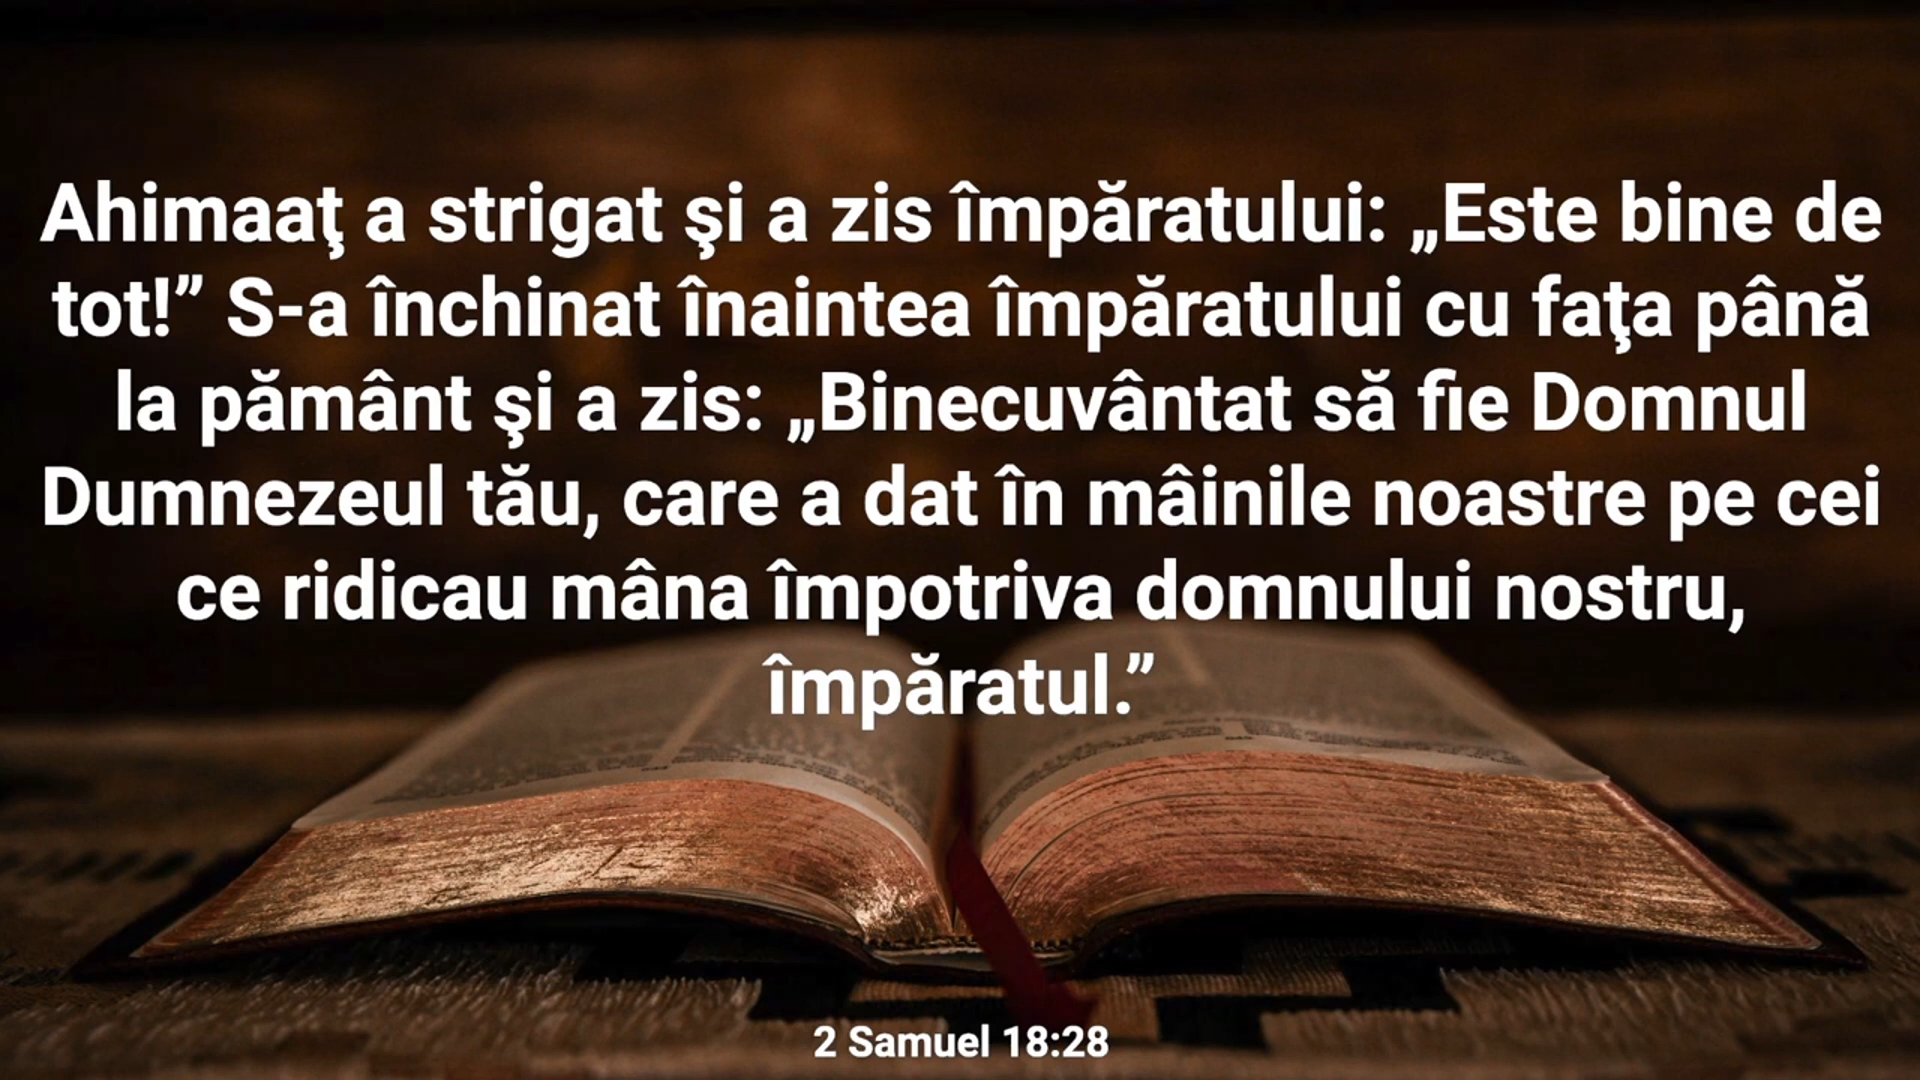 Ahimaaţ a strigat şi a zis împăratului: „Este bine de
tot!” S-a închinat înaintea împăratului cu faţa până
la pământ şi a zis: „Binecuvântat să fie Domnul
Dumnezeul tău, care a dat în mâinile noastre pe cei
ce ridicau mâna împotriva domnului nostru,
împăratul.”
2 Samuel 18:28